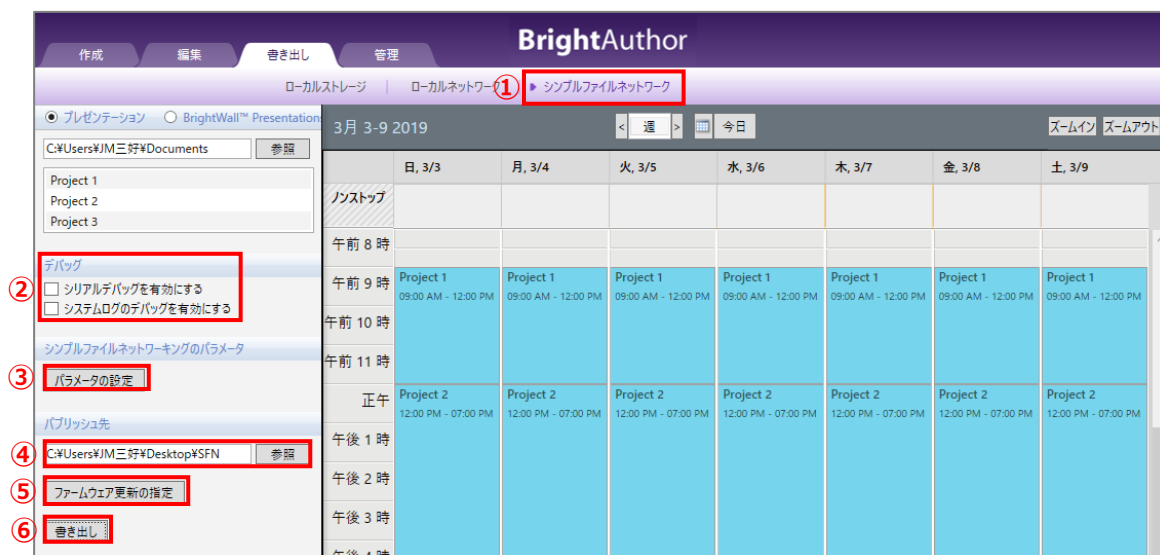 BrightAuthor
作成 編集 書き出し 管理
ローカルストレージ | ローカルネットワーク ① シンプルファイルネットワーク
プレゼンテーション BrightWall™ Presentation
C:¥Users¥JM三好¥Documents 参照
Project 1
Project 2
Project 3
デバッグ
② シリアルデバッグを有効にする
システムログのデバッグを有効にする
シンプルファイルネットワーキングのパラメータ
③ パラメータの設定
パブリッシュ先
④ C:¥Users¥JM三好¥Desktop¥SFN 参照
⑤ ファームウェア更新の指定
⑥ 書き出し
3月 3-9 2019 < 週 > 今日 ズームイン ズームアウト
日, 3/3 月, 3/4 火, 3/5 水, 3/6 木, 3/7 金, 3/8 土, 3/9
ノンストップ
午前 8 時
午前 9 時 Project 1 Project 1 Project 1 Project 1 Project 1 Project 1 Project 1
09:00 AM - 12:00 PM 09:00 AM - 12:00 PM 09:00 AM - 12:00 PM 09:00 AM - 12:00 PM 09:00 AM - 12:00 PM 09:00 AM - 12:00 PM 09:00 AM - 12:00 PM
午前 10 時
午前 11 時
正午 Project 2 Project 2 Project 2 Project 2 Project 2 Project 2 Project 2
12:00 PM - 07:00 PM 12:00 PM - 07:00 PM 12:00 PM - 07:00 PM 12:00 PM - 07:00 PM 12:00 PM - 07:00 PM 12:00 PM - 07:00 PM 12:00 PM - 07:00 PM
午後 1 時
午後 2 時
午後 3 時
午後 4 時